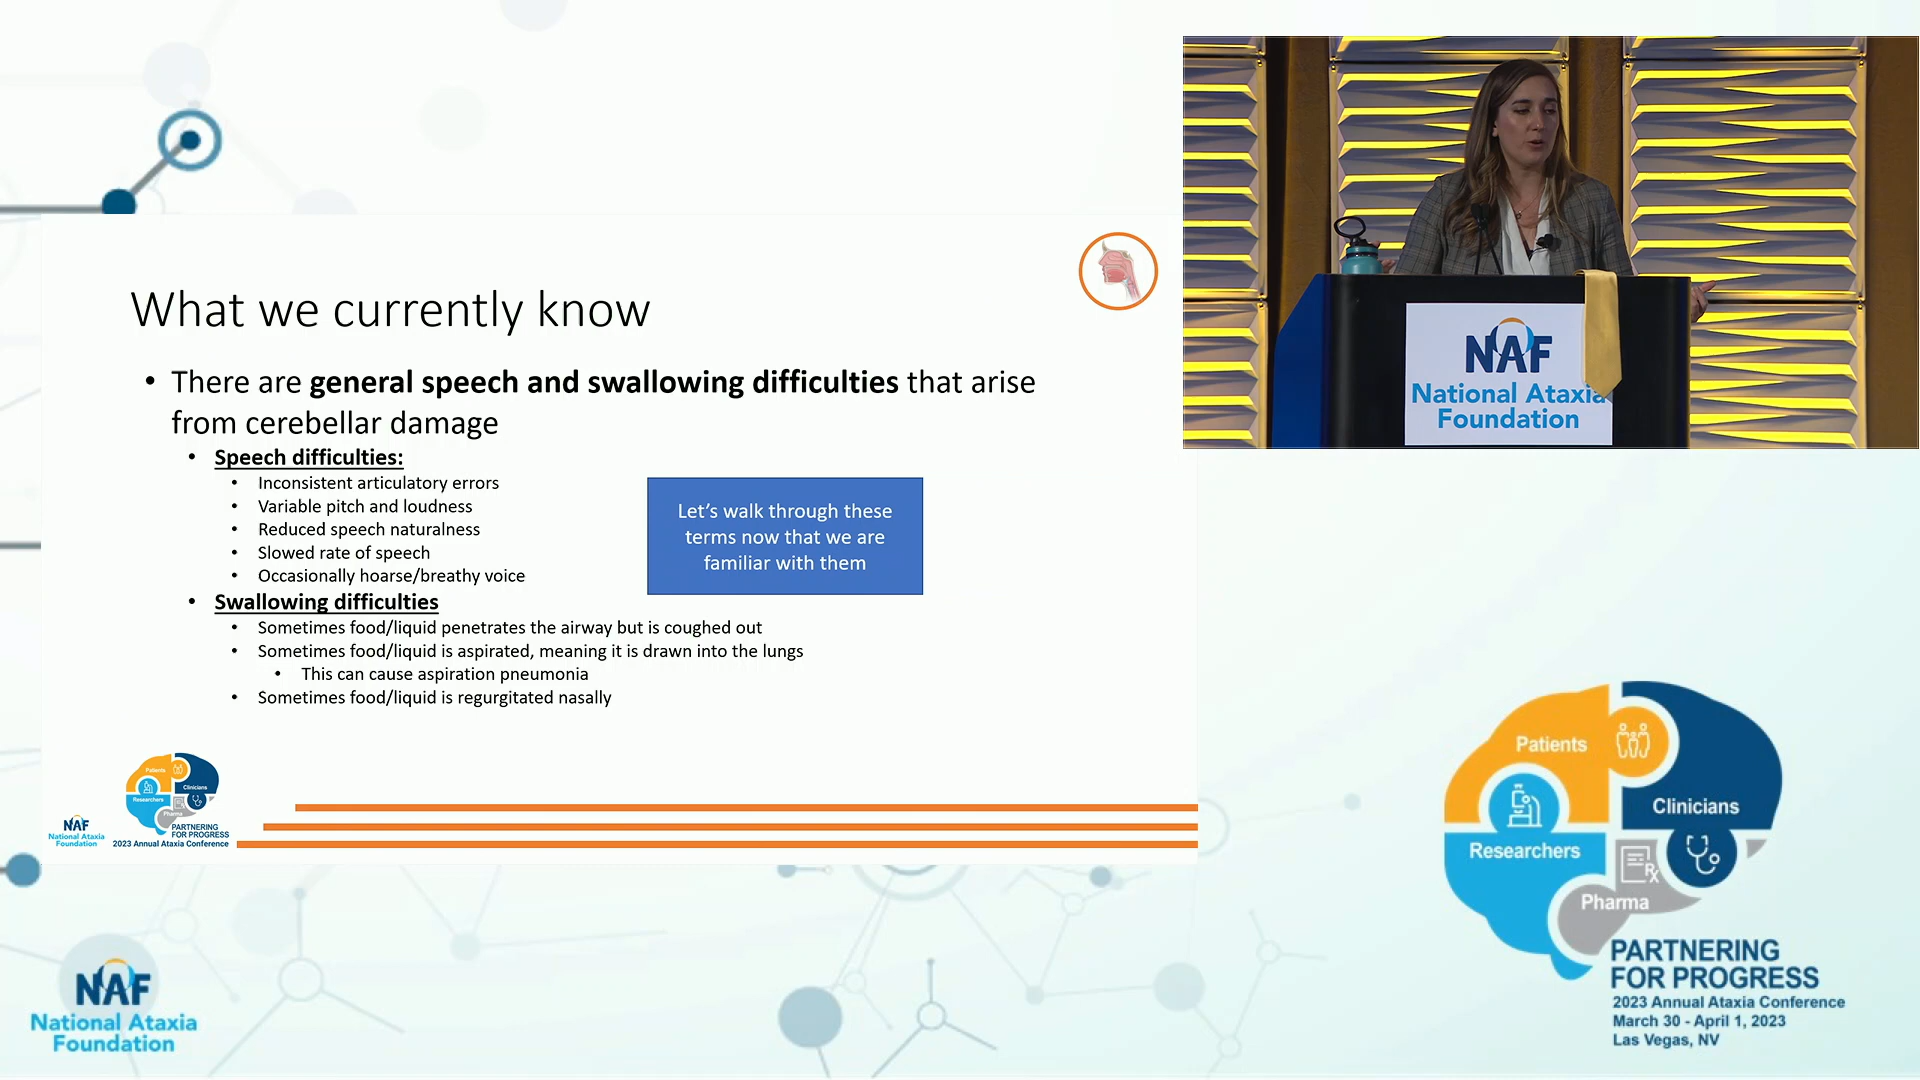 What we currently know
• There are general speech and swallowing difficulties that arise
from cerebellar damage
• Speech difficulties:
• Inconsistent articulatory errors
• Variable pitch and loudness
• Reduced speech naturalness
• Slowed rate of speech
• Occasionally hoarse/breathy voice
• Swallowing difficulties
• Sometimes food/liquid penetrates the airway but is coughed out
• Sometimes food/liquid is aspirated, meaning it is drawn into the lungs
• This can cause aspiration pneumonia
• Sometimes food/liquid is regurgitated nasally
Let's walk through these
terms now that we are
familiar with them
Patients
Clinicians
Researchers
Pharma
PARTNERING
FOR PROGRESS
2023 Annual Ataxia Conference
NAF
National Ataxia
Foundation
NAF
National Ataxia
Foundation
Patients
Clinicians
Researchers
Rx
Pharma
PARTNERING
FOR PROGRESS
2023 Annual Ataxia Conference
March 30 - April 1, 2023
Las Vegas, NV
NAF
National Ataxia
Foundation